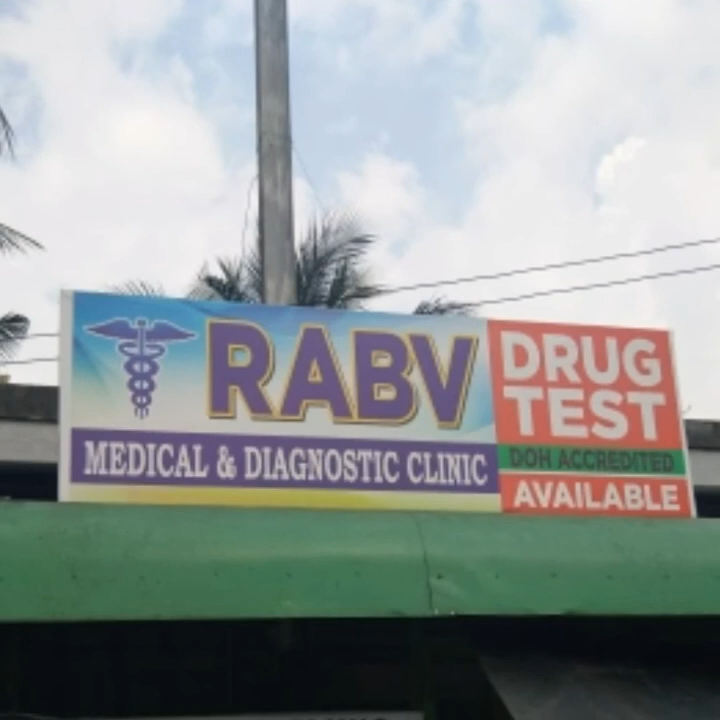 RABV
MEDICAL & DIAGNOSTIC CLINIC
DRUG
TEST
DOH ACCREDITED
AVAILABLE